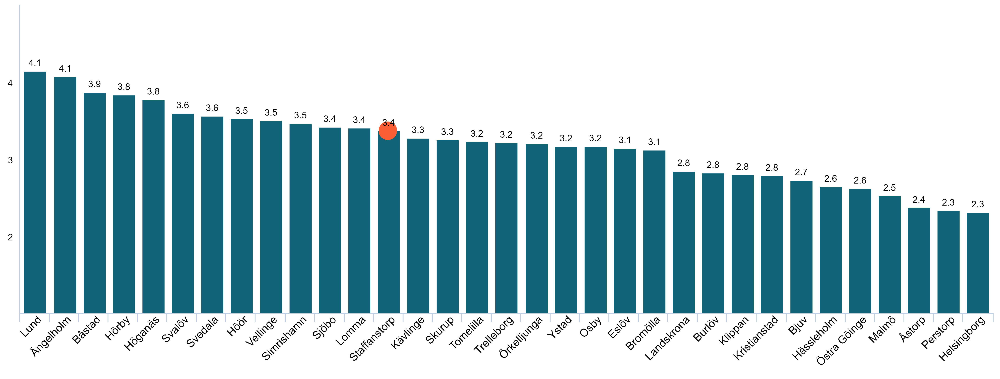 4.1
4.1
3.9
3.8
3.8
3.6
3.6
3.5
3.5
3.5
3.4
3.4
3.4
3.3
3.3
3.2
3.2
3.2
3.2
3.2
3.1
3.1
2.8
2.8
2.8
2.8
2.7
2.6
2.6
2.5
2.4
2.3
2.3
4
3
2
Lund
Ängelholm
Båstad
Hörby
Höganäs
Svalöv
Svedala
Höör
Vellinge
Simrishamn
Sjöbo
Lomma
Staffanstorp
Kävlinge
Skurup
Tomelilla
Trelleborg
Örkelljunga
Ystad
Osby
Eslöv
Bromölla
Landskrona
Burlöv
Klippan
Kristianstad
Bjuv
Hässleholm
Östra Göinge
Malmö
Åstorp
Perstorp
Helsingborg